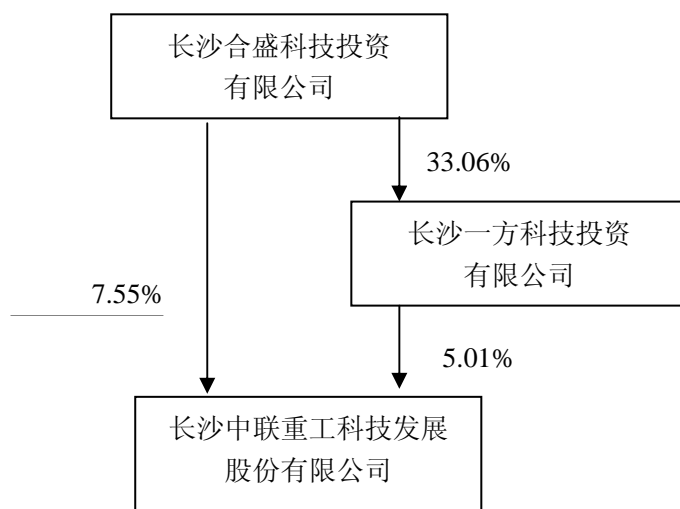 长沙合盛科技投资
有限公司
33.06%
长沙一方科技投资
有限公司
7.55%
5.01%
长沙中联重工科技发展
股份有限公司